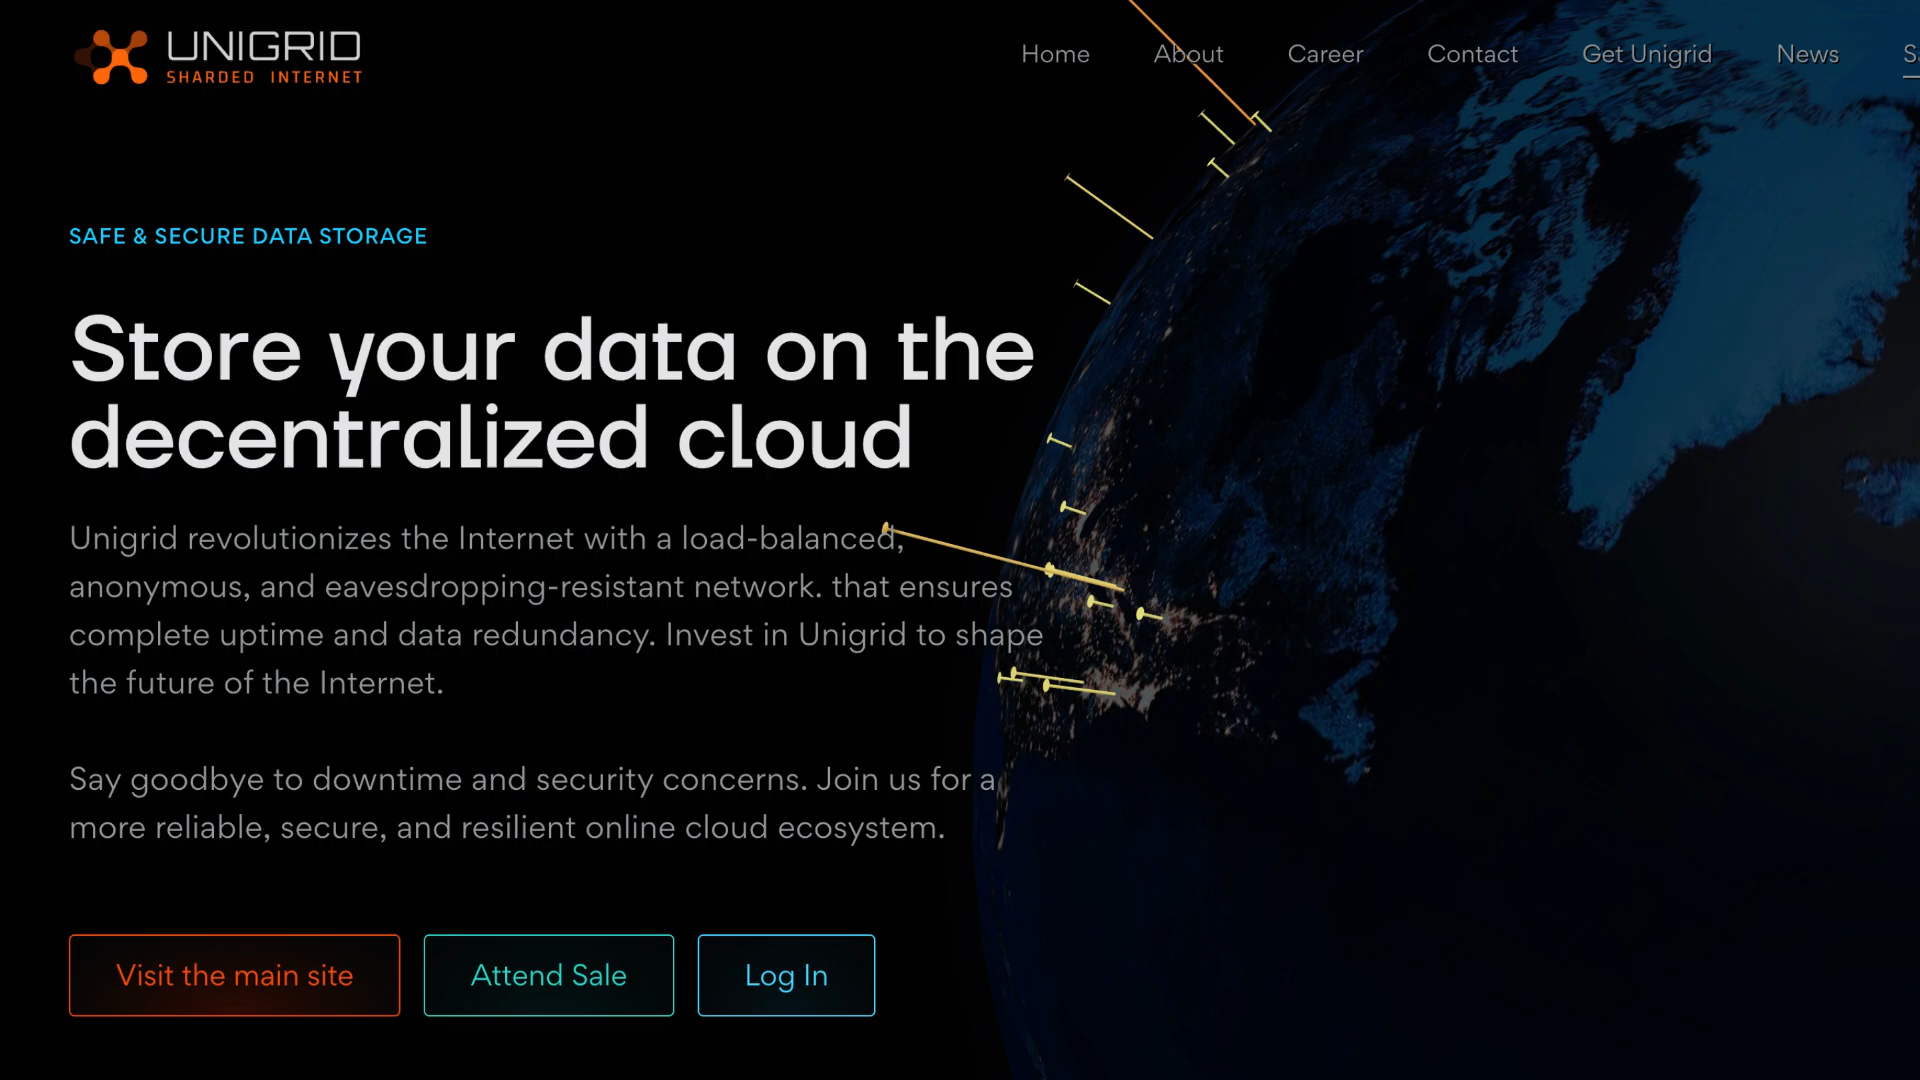 UNIGRID
SHARDED INTERNET
Home About Career Contact Get Unigrid News
SAFE & SECURE DATA STORAGE
Store your data on the
decentralized cloud
Unigrid revolutionizes the Internet with a load-balanced,
anonymous, and eavesdropping-resistant network. that ensures
complete uptime and data redundancy. Invest in Unigrid to shape
the future of the Internet.
Say goodbye to downtime and security concerns. Join us for a
more reliable, secure, and resilient online cloud ecosystem.
Visit the main site Attend Sale Log In